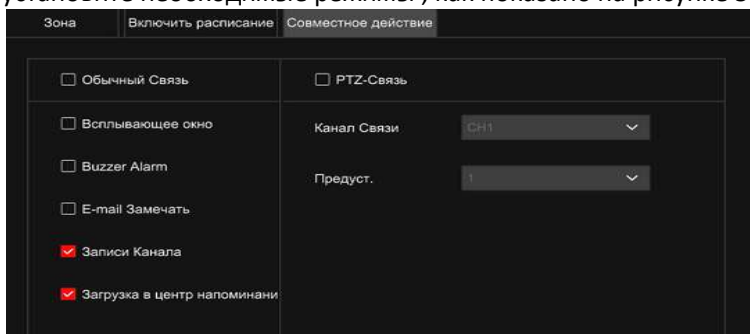 установите необходимые режимы , как показано на рисунке
Зона Включить расписание Совместное действие
Обычный Связь PTZ-Связь
Всплывающее окно Канал Связи CH1
Buzzer Alarm Предуст. 1
E-mail Замечать
Записи Канала
Загрузка в центр напоминани